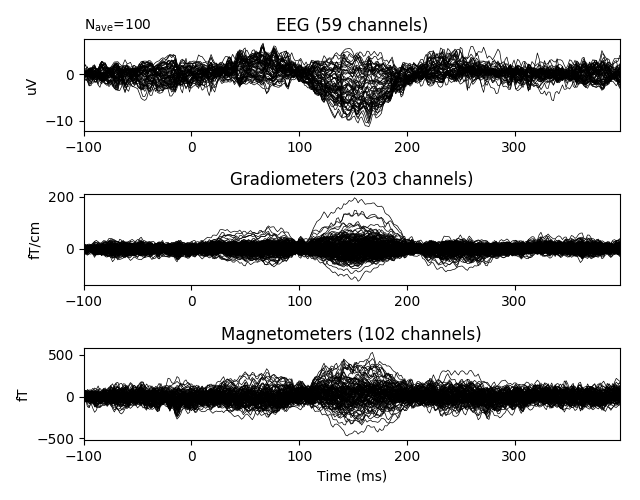 N_ave=100
EEG (59 channels)
uV
0
−10
−100 0 100 200 300
Gradiometers (203 channels)
fT/cm
200
0
−100 0 100 200 300
Magnetometers (102 channels)
fT
500
0
−500
−100 0 100 200 300
Time (ms)